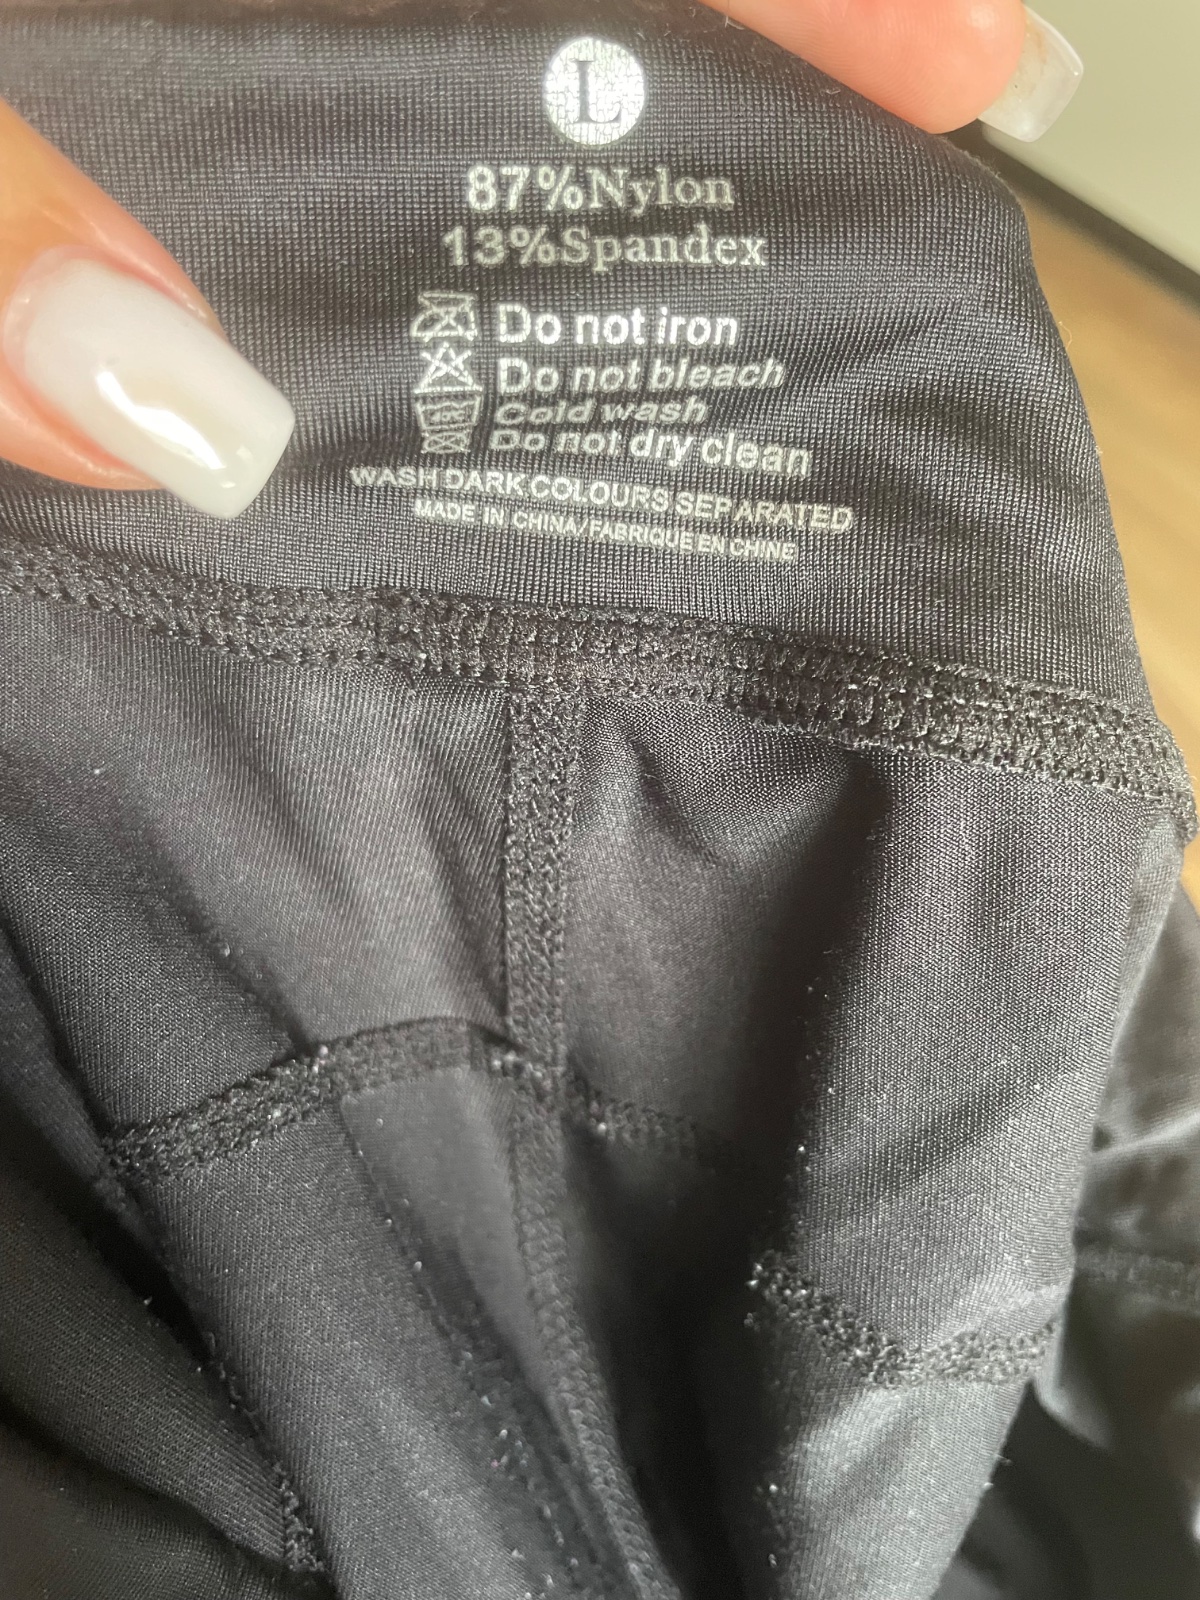 L
87%Nylon
13%Spandex
Do not iron
Do not bleach
Cold wash
Do not dry clean
WASH DARK COLOURS SEPARATED
MADE IN CHINA/FABRIQUE EN CHINE